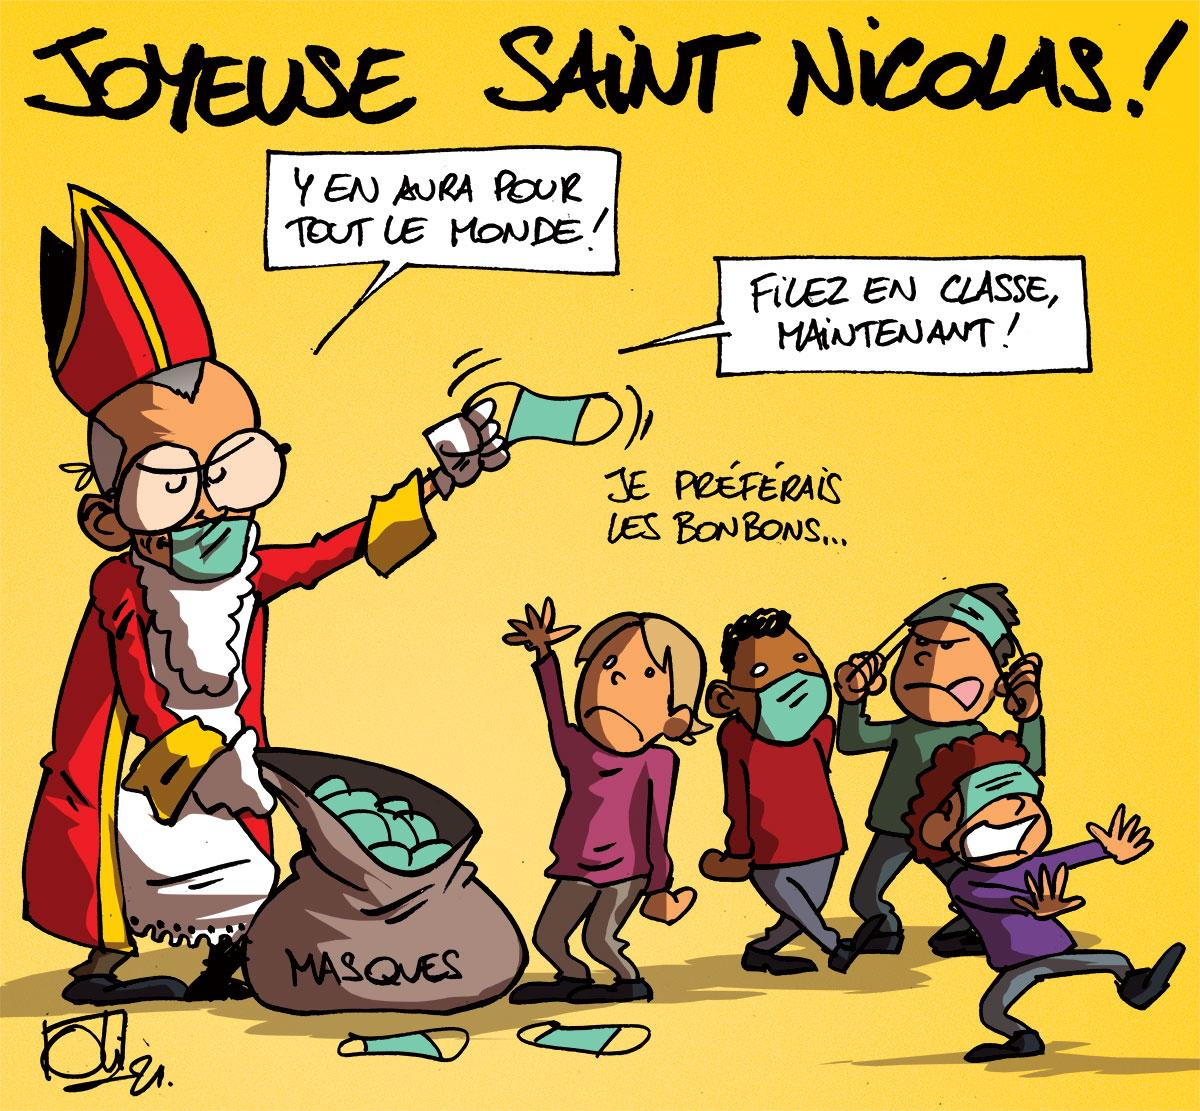 JOYEUSE SAINT NICOLAS!
Y EN AURA POUR
TOUT LE MONDE!
FILEZ EN CLASSE,
MAINTENANT!
JE PRÉFÉRAIS
LES BONBONS...
MASQUES